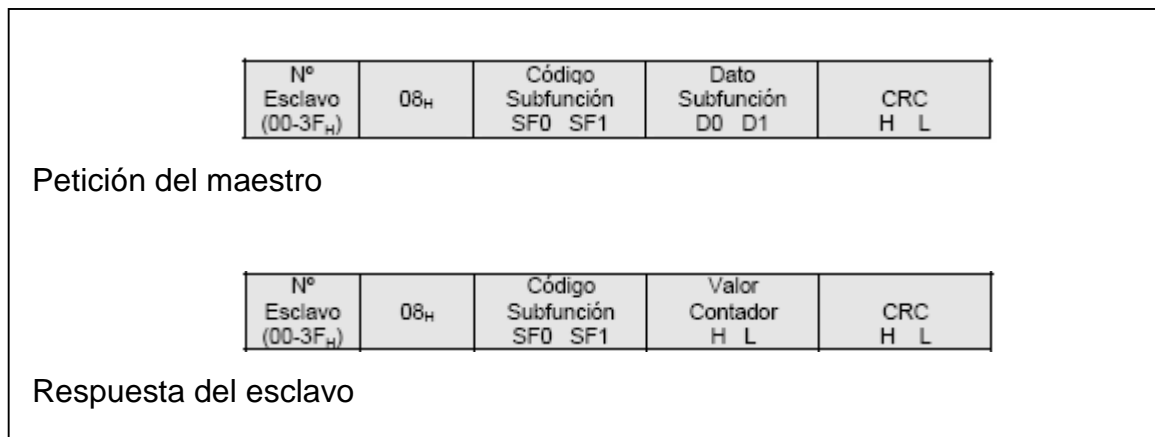 Nº Código Dato
Esclavo 08H Subfunción Subfunción CRC
(00-3FH) SF0 SF1 D0 D1 H L
Petición del maestro
Nº Código Valor
Esclavo 08H Subfunción Contador CRC
(00-3FH) SF0 SF1 H L H L
Respuesta del esclavo